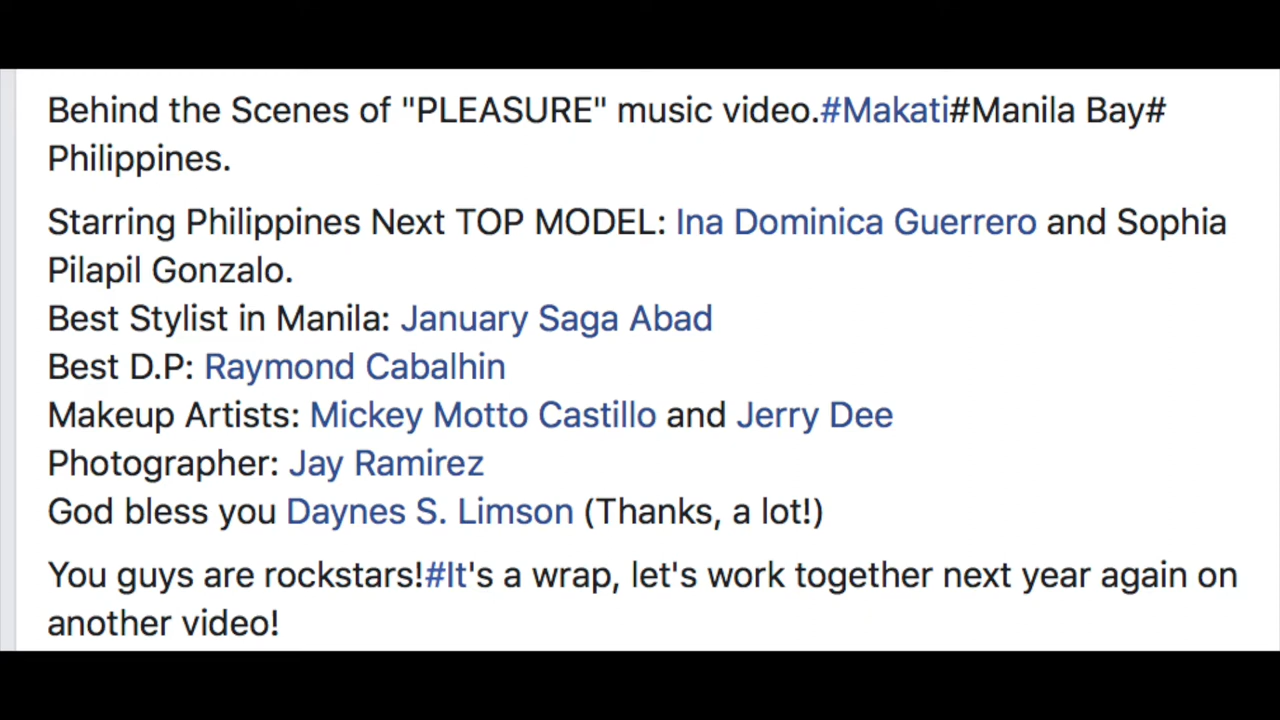 Behind the Scenes of "PLEASURE" music video.#Makati#Manila Bay#
Philippines.
Starring Philippines Next TOP MODEL: Ina Dominica Guerrero and Sophia
Pilapil Gonzalo.
Best Stylist in Manila: January Saga Abad
Best D.P: Raymond Cabalhin
Makeup Artists: Mickey Motto Castillo and Jerry Dee
Photographer: Jay Ramirez
God bless you Daynes S. Limson (Thanks, a lot!)
You guys are rockstars!#It's a wrap, let's work together next year again on
another video!